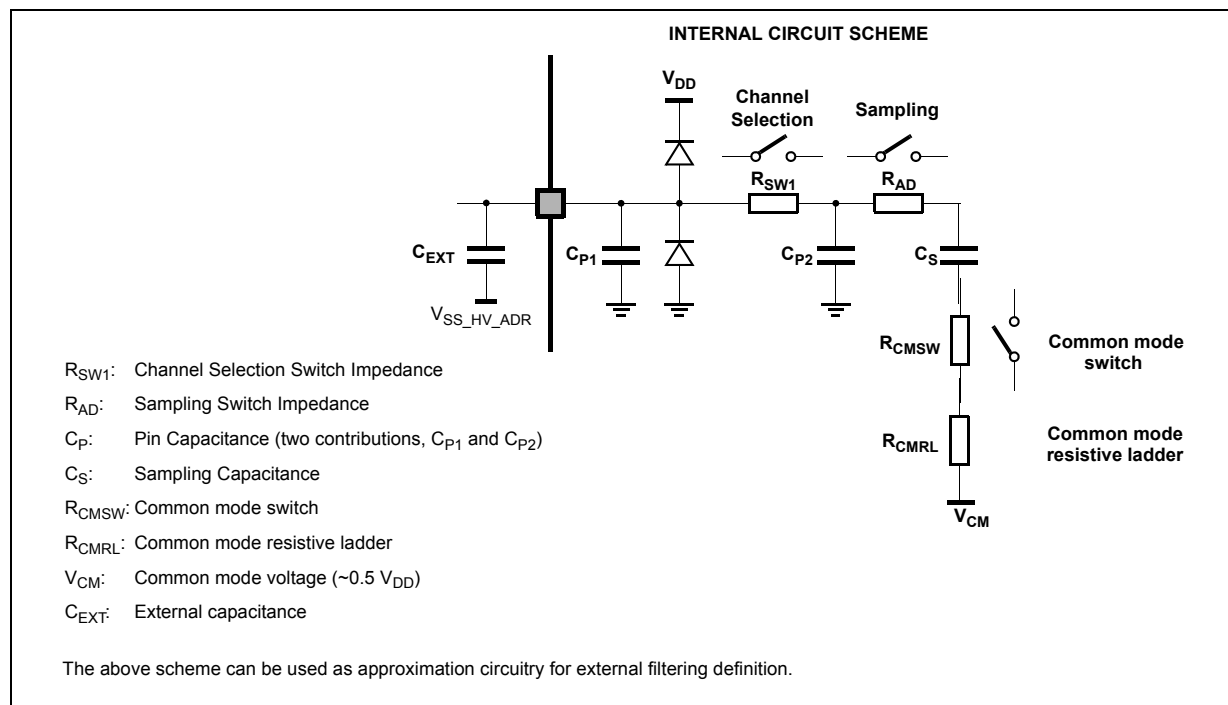 INTERNAL CIRCUIT SCHEME
VDD
Channel
Selection
Sampling
RSW1
RAD
CEXT
CP1
CP2
CS
VSS_HV_ADR
RCMSW
Common mode
switch
RCMRL
Common mode
resistive ladder
VCM
RSW1: Channel Selection Switch Impedance
RAD: Sampling Switch Impedance
CP: Pin Capacitance (two contributions, CP1 and CP2)
CS: Sampling Capacitance
RCMSW: Common mode switch
RCMRL: Common mode resistive ladder
VCM: Common mode voltage (~0.5 VDD)
CEXT: External capacitance
The above scheme can be used as approximation circuitry for external filtering definition.